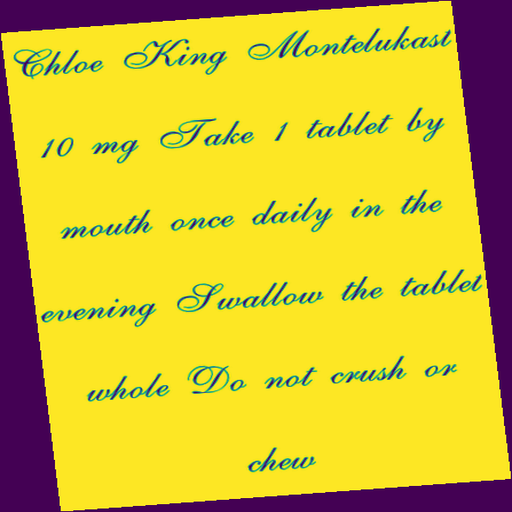 Chloe King Montelukast
10 mg Take 1 tablet by
mouth once daily in the
evening Swallow the tablet
whole Do not crush or
chew